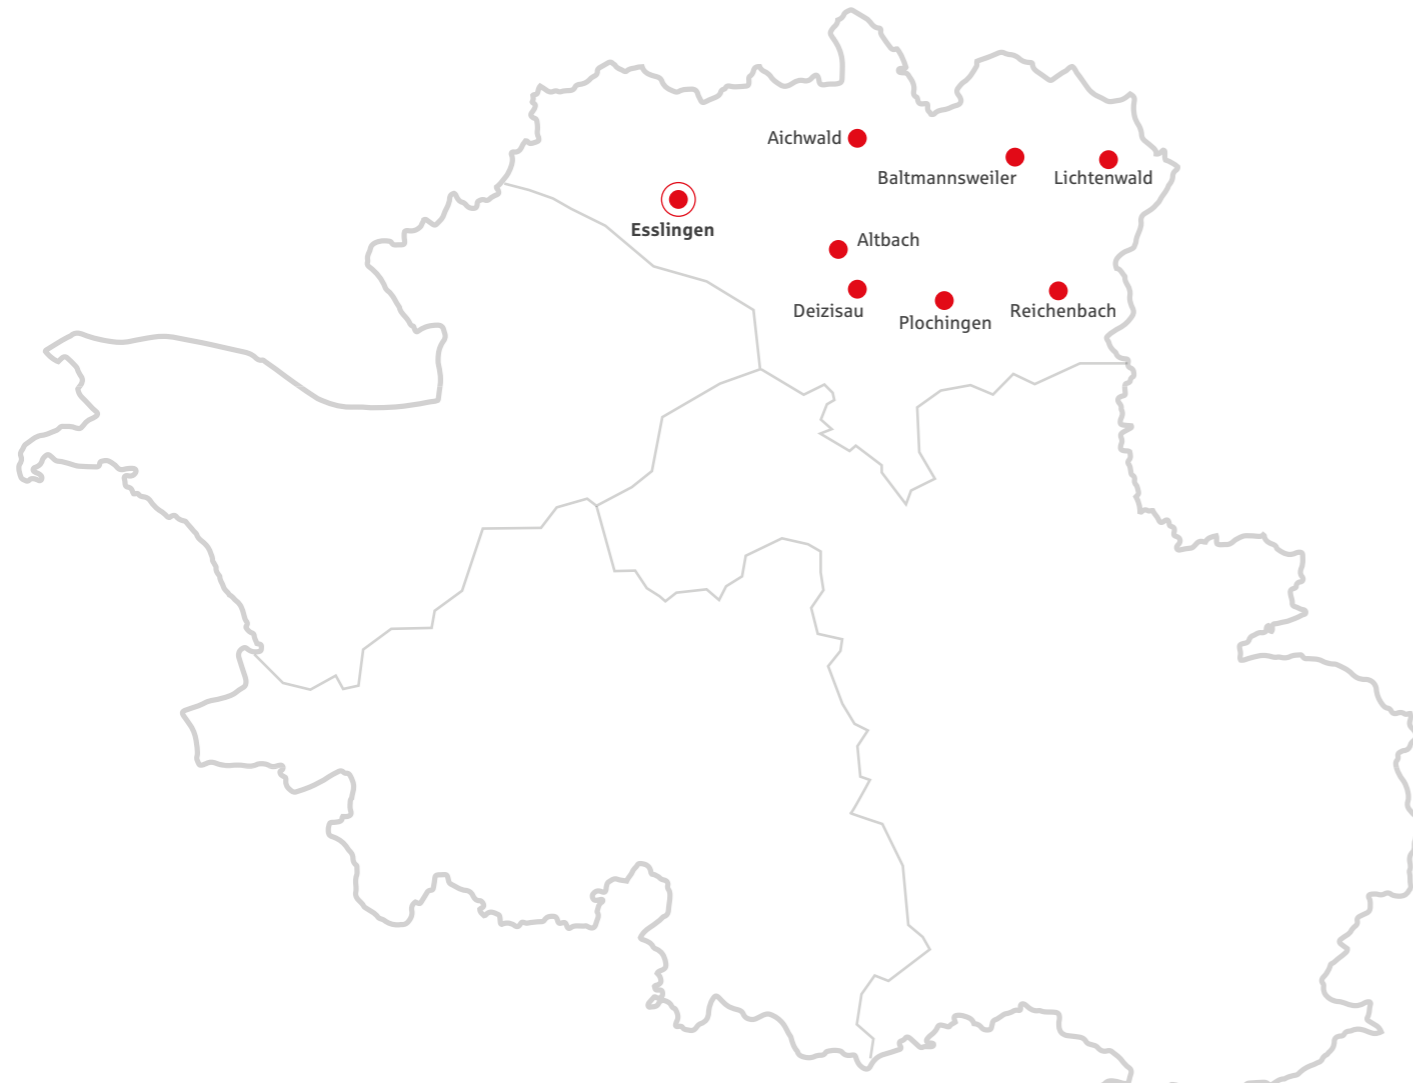 Aichwald
Baltmannsweiler
Lichtenwald
Esslingen
Altbach
Deizisau
Plochingen
Reichenbach